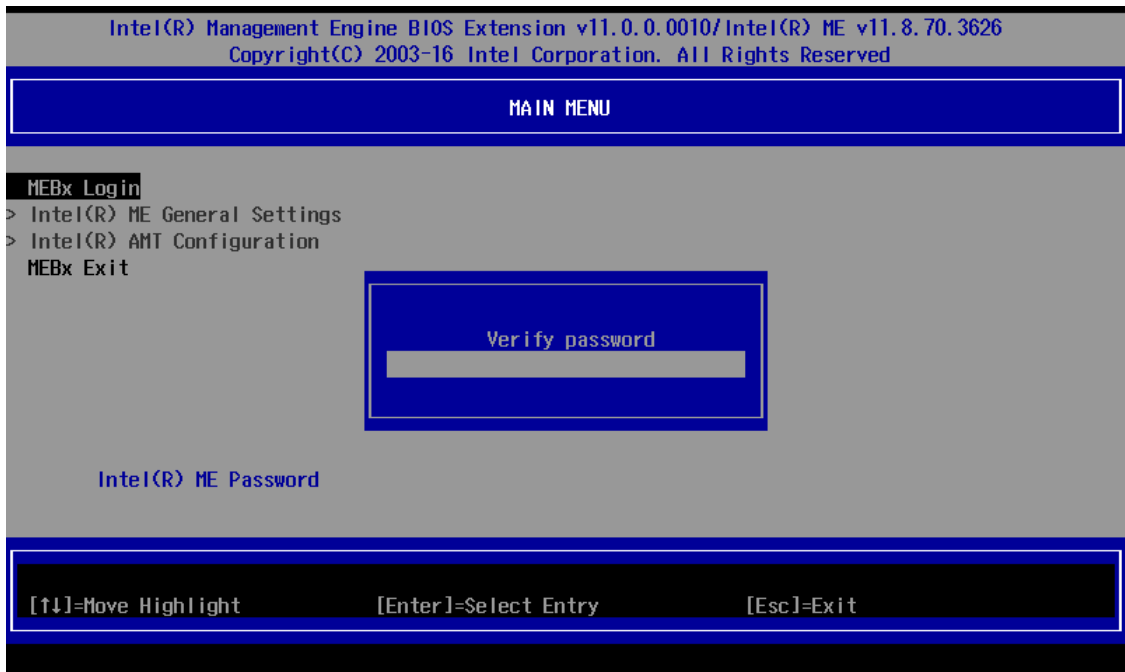 Intel(R) Management Engine BIOS Extension v11.0.0.0010/Intel(R) ME v11.8.70.3626
Copyright(C) 2003-16 Intel Corporation. All Rights Reserved
MAIN MENU
MEBx Login
> Intel(R) ME General Settings
> Intel(R) AMT Configuration
MEBx Exit
Verify password
Intel(R) ME Password
[↑↓]=Move Highlight [Enter]=Select Entry [Esc]=Exit